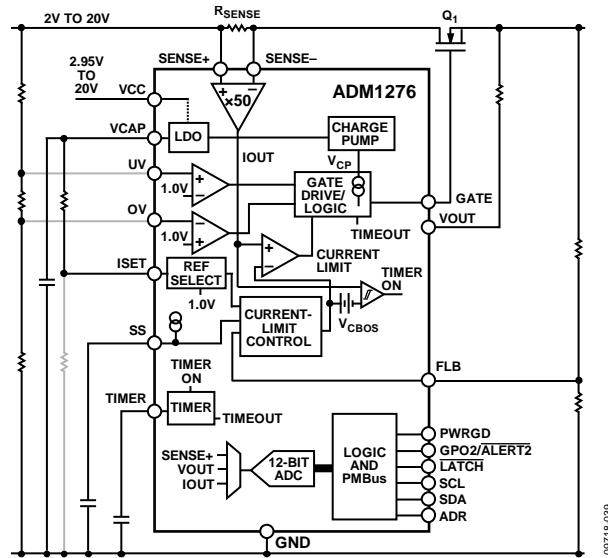 2V TO 20V
RSENSE
Q1
SENSE+
SENSE–
2.95V
TO
20V
VCC
ADM1276
×50
+
–
VCAP
LDO
CHARGE
PUMP
IOUT
VCP
UV
+
–
1.0V
GATE
DRIVE/
LOGIC
GATE
VOUT
OV
–
+
1.0V
TIMEOUT
+
–
CURRENT
LIMIT
ISET
REF
SELECT
1.0V
TIMER
ON
CURRENT-
LIMIT
CONTROL
VCBOS
SS
FLB
TIMER
ON
TIMER
TIMER
TIMEOUT
SENSE+
VOUT
IOUT
12-BIT
ADC
LOGIC
AND
PMBus
PWRGD
GPO2/ALERT2
LATCH
SCL
SDA
ADR
GND
09718-039